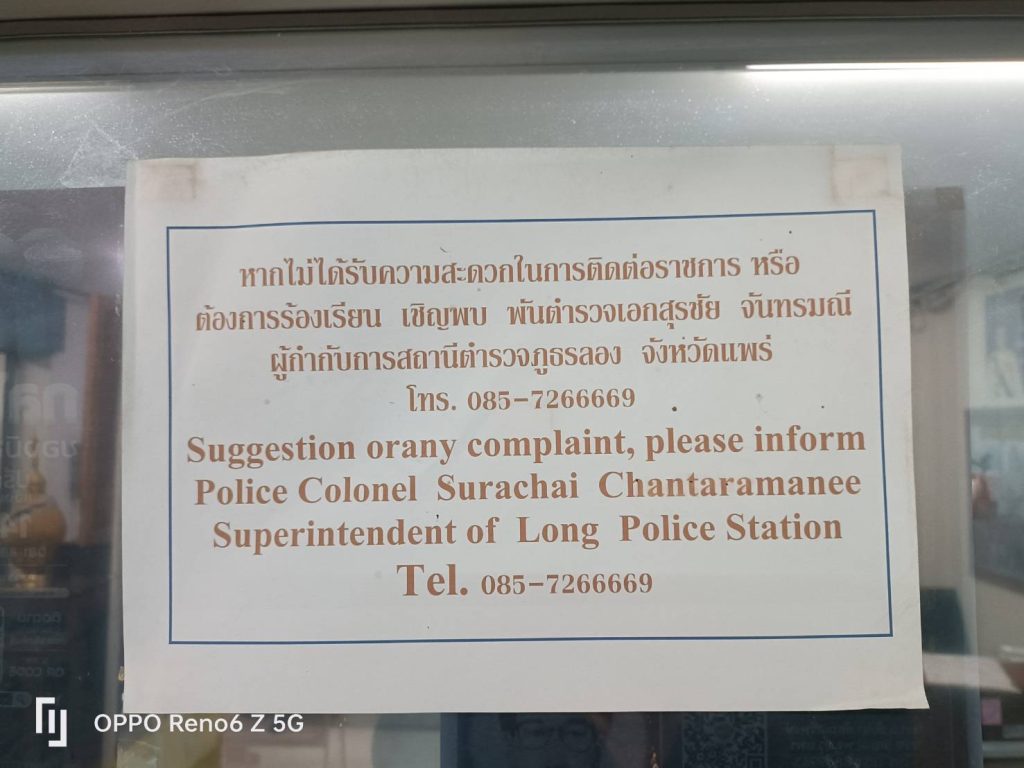 หากไม่ได้รับความสะดวกในการติดต่อราชการ หรือ
ต้องการร้องเรียน เชิญพบ พันตำรวจเอกสุรชัย จันทรมณี
ผู้กำกับการสถานีตำรวจภูธรลอง จังหวัดแพร่
โทร. 085-7266669
Suggestion orany complaint, please inform
Police Colonel Surachai Chantaramanee
Superintendent of Long Police Station
Tel. 085-7266669
OPPO Reno6 Z 5G